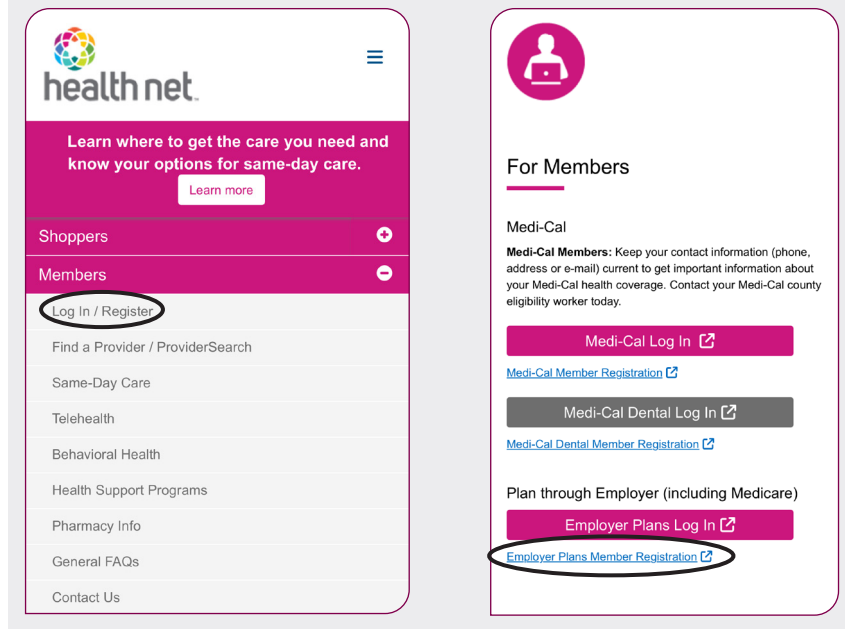 health net.
Learn where to get the care you need and
know your options for same-day care.
Learn more
Shoppers
Members
Log In / Register
Find a Provider / ProviderSearch
Same-Day Care
Telehealth
Behavioral Health
Health Support Programs
Pharmacy Info
General FAQs
Contact Us
For Members
Medi-Cal
Medi-Cal Members: Keep your contact information (phone,
address or e-mail) current to get important information about
your Medi-Cal health coverage. Contact your Medi-Cal county
eligibility worker today.
Medi-Cal Log In
Medi-Cal Member Registration
Medi-Cal Dental Log In
Medi-Cal Dental Member Registration
Plan through Employer (including Medicare)
Employer Plans Log In
Employer Plans Member Registration